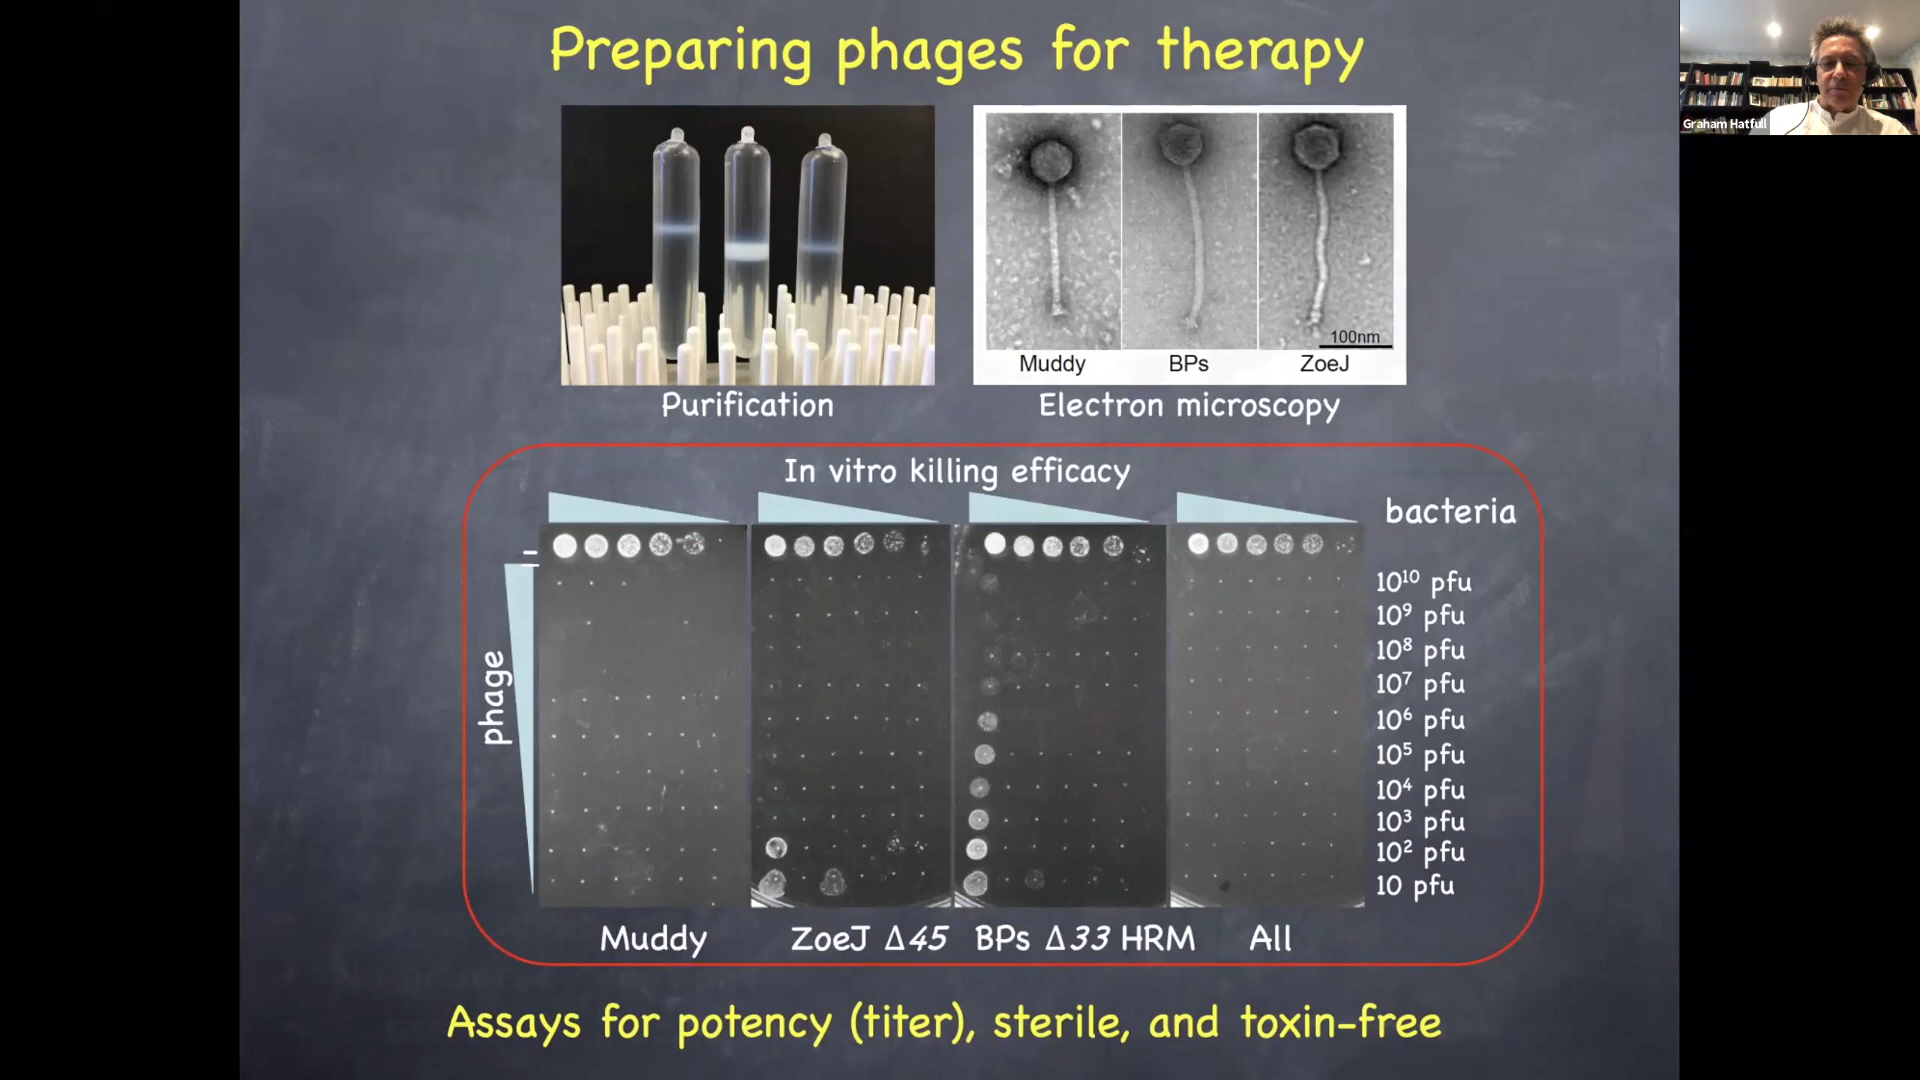 Preparing phages for therapy
Graham Hatfull
100nm
Muddy BPs ZoeJ
Purification
Electron microscopy
In vitro killing efficacy
bacteria
–
phage
10¹⁰ pfu
10⁹ pfu
10⁸ pfu
10⁷ pfu
10⁶ pfu
10⁵ pfu
10⁴ pfu
10³ pfu
10² pfu
10 pfu
Muddy ZoeJ Δ45 BPs Δ33 HRM All
Assays for potency (titer), sterile, and toxin-free